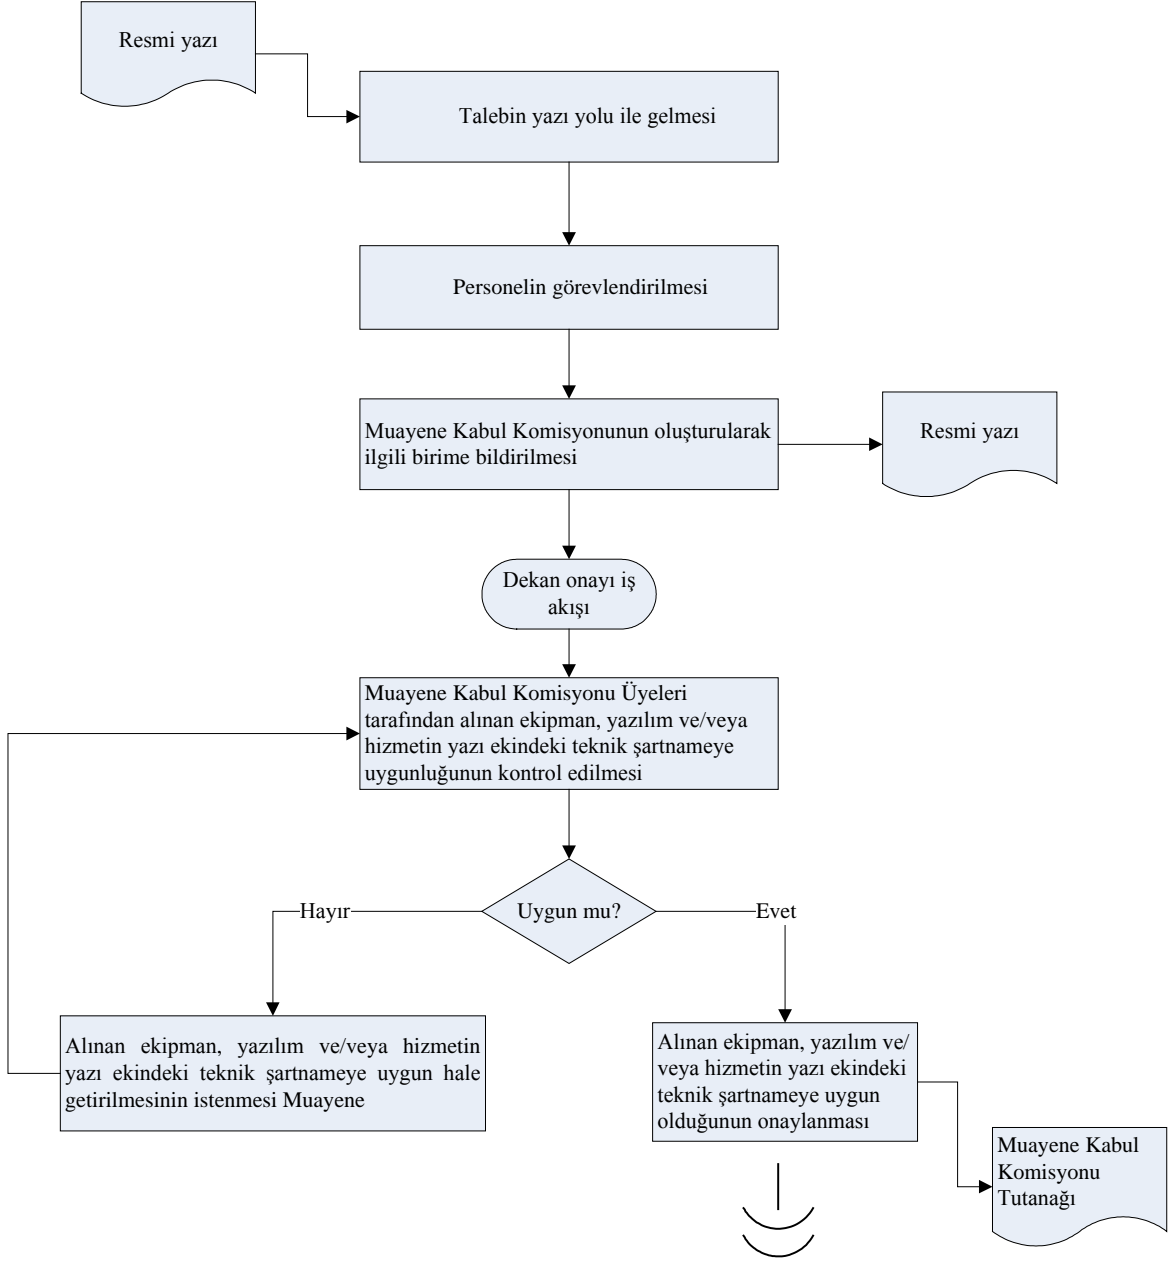 Resmi yazı
Talebin yazı yolu ile gelmesi
Personelin görevlendirilmesi
Muayene Kabul Komisyonunun oluşturularak
ilgili birime bildirilmesi
Resmi yazı
Dekan onayı iş
akışı
Muayene Kabul Komisyonu Üyeleri
tarafından alınan ekipman, yazılım ve/veya
hizmetin yazı ekindeki teknik şartnameye
uygunluğunun kontrol edilmesi
Uygun mu?
Hayır
Evet
Alınan ekipman, yazılım ve/veya hizmetin
yazı ekindeki teknik şartnameye uygun hale
getirilmesinin istenmesi Muayene
Alınan ekipman, yazılım ve/
veya hizmetin yazı ekindeki
teknik şartnameye uygun
olduğunun onaylanması
Muayene Kabul
Komisyonu
Tutanağı